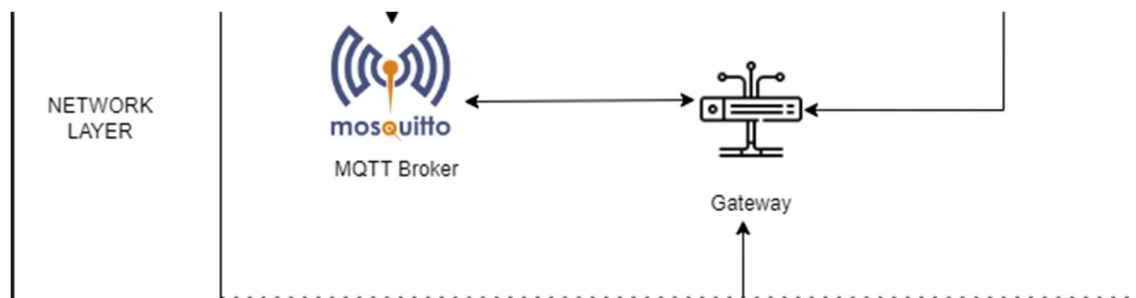 NETWORK
LAYER
mosquitto
MQTT Broker
Gateway